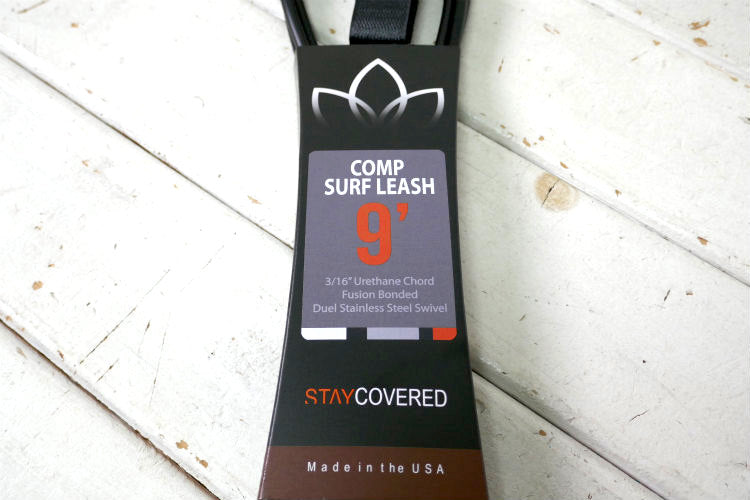 COMP
SURF LEASH
9'
3/16" Urethane Chord
Fusion Bonded
Duel Stainless Steel Swivel
STAYCOVERED
Made in the USA